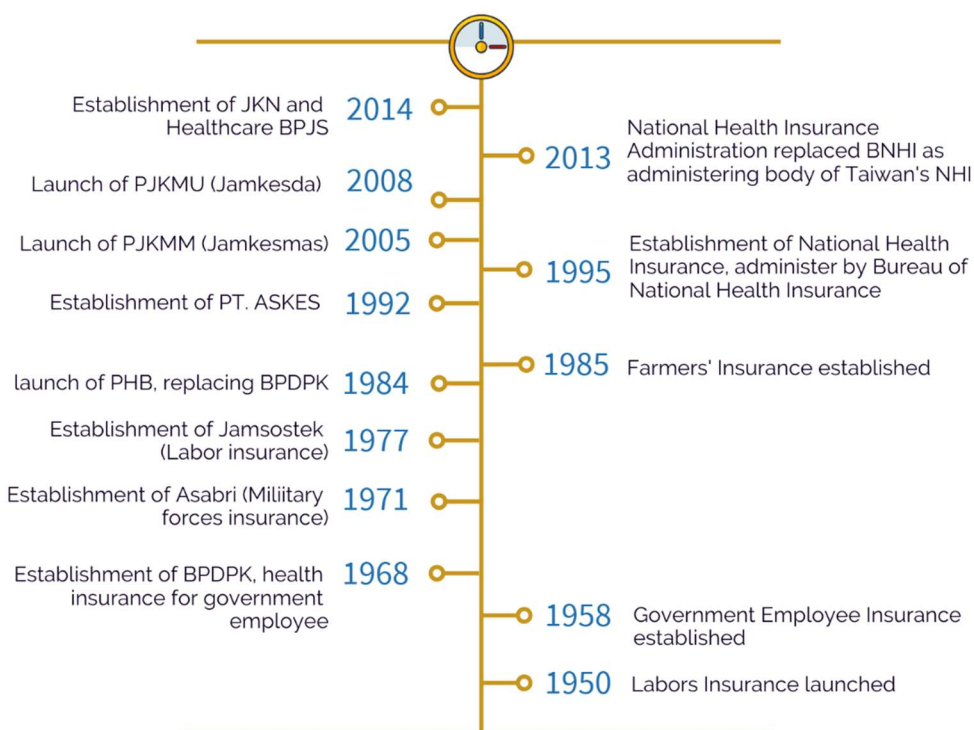 Establishment of JKN and
Healthcare BPJS
2014
National Health Insurance
Administration replaced BNHI as
administering body of Taiwan's NHI
2013
Launch of PJKMU (Jamkesda)
2008
Launch of PJKMM (Jamkesmas)
2005
Establishment of National Health
Insurance, administer by Bureau of
National Health Insurance
1995
Establishment of PT. ASKES
1992
1985
Farmers' Insurance established
launch of PHB, replacing BPDPK
1984
Establishment of Jamsostek
(Labor insurance)
1977
Establishment of Asabri (Miliitary
forces insurance)
1971
Establishment of BPDPK, health
insurance for government
employee
1968
1958
Government Employee Insurance
established
1950
Labors Insurance launched